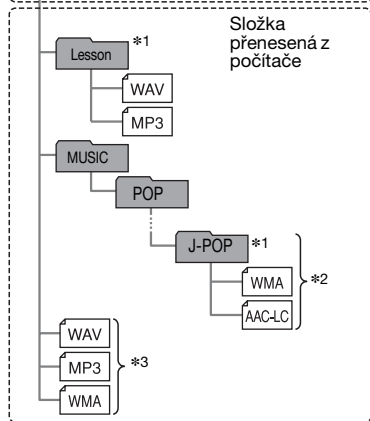 Složka
přenesená z
počítače
Lesson *1
WAV
MP3
MUSIC
POP
J-POP *1
WMA *2
AAC-LC
WAV
MP3 *3
WMA